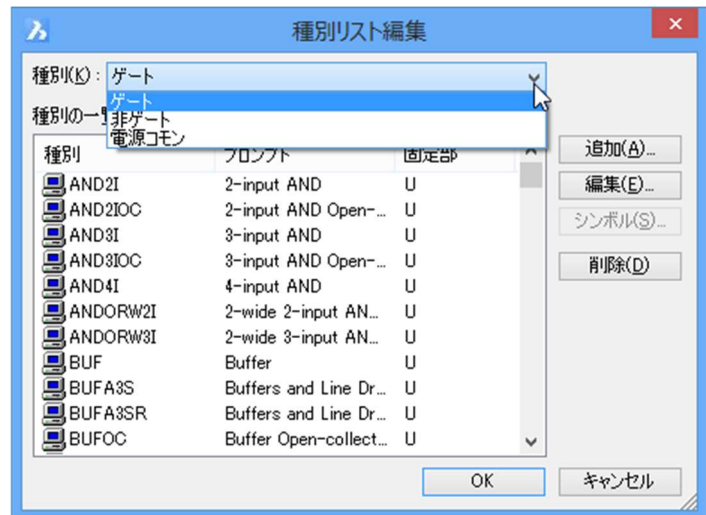 種別リスト編集
種別(K): ゲート
ゲート
種別の一
非ゲート
電源コモン
種別 プロンプト 固定部
追加(A)...
AND2I 2-input AND U
編集(E)...
AND2IOC 2-input AND Open-... U
シンボル(S)...
AND3I 3-input AND U
AND3IOC 3-input AND Open-... U
削除(D)
AND4I 4-input AND U
ANDORW2I 2-wide 2-input AN... U
ANDORW3I 2-wide 3-input AN... U
BUF Buffer U
BUFA3S Buffers and Line Dr... U
BUFA3SR Buffers and Line Dr... U
BUFOC Buffer Open-collect... U
OK キャンセル